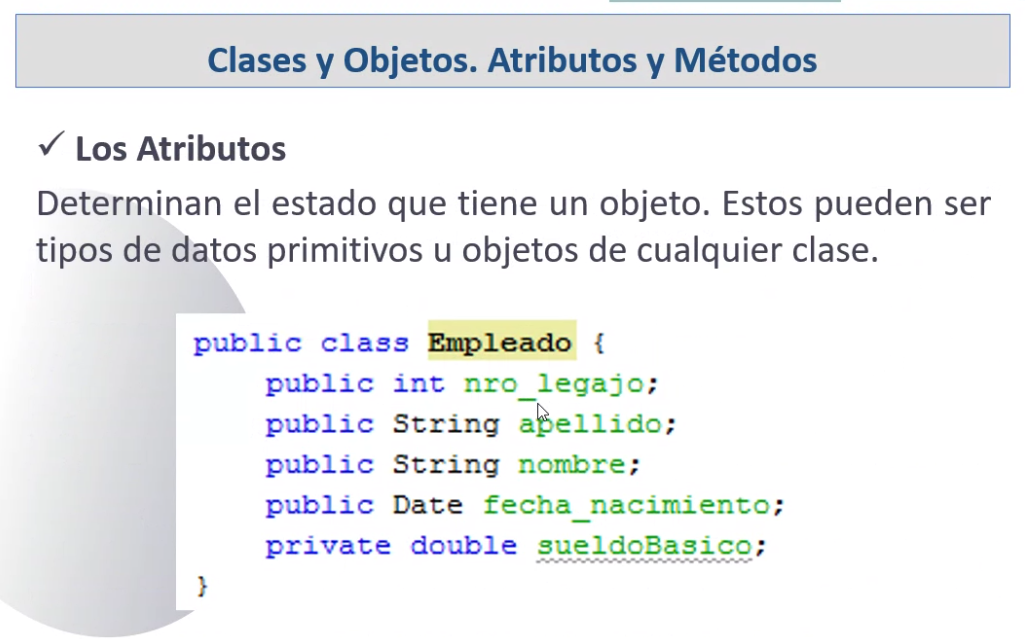 Clases y Objetos. Atributos y Métodos
✓ Los Atributos
Determinan el estado que tiene un objeto. Estos pueden ser
tipos de datos primitivos u objetos de cualquier clase.
public class Empleado {
    public int nro_legajo;
    public String apellido;
    public String nombre;
    public Date fecha_nacimiento;
    private double sueldoBasico;
}